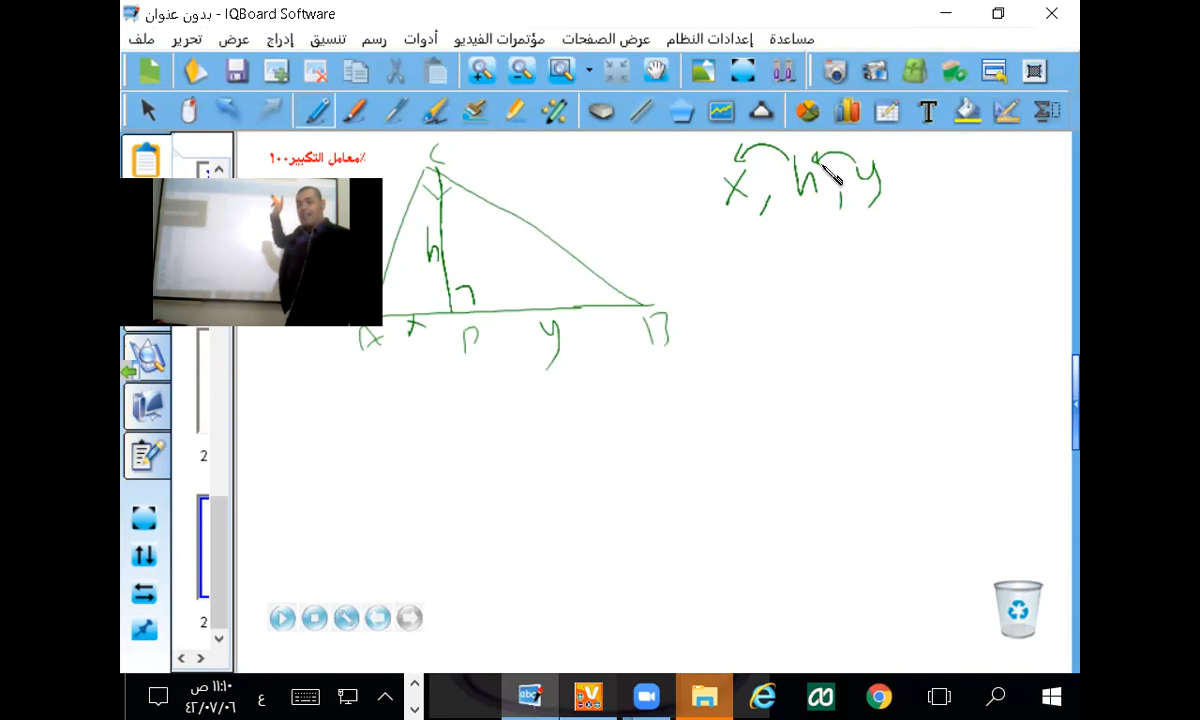 بدون عنوان - IQBoard Software
ملف تحرير عرض إدراج تنسيق رسم أدوات مؤتمرات الفيديو عرض الصفحات إعدادات النظام مساعدة
معامل التكبير١٠٠٪
C
x, h, y
h
A x D y B
2
2
abc
ع
١١:١٠ ص
٤٢/٠٧/٠٦